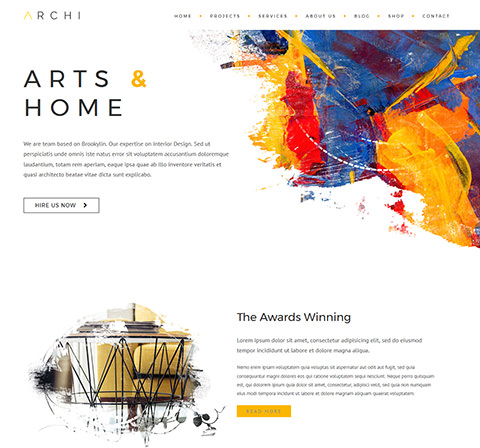 ARCHI
HOME PROJECTS SERVICES ABOUT US BLOG SHOP CONTACT
ARTS &
HOME
We are team based on Brookylin. Our expertise on Interior Design. Sed ut
perspiciatis unde omnis iste natus error sit voluptatem accusantium doloremque
laudantium, totam rem aperiam, eaque ipsa quae ab illo inventore veritatis et
quasi architecto beatae vitae dicta sunt explicabo.
HIRE US NOW
The Awards Winning
Lorem ipsum dolor sit amet, consectetur adipisicing elit, sed do eiusmod
tempor incididunt ut labore et dolore magna aliqua.
Nemo enim ipsam voluptatem quia voluptas sit aspernatur aut odit aut fugit, sed quia
consequuntur magni dolores eos qui ratione voluptatem sequi nesciunt. Neque porro quisquam
est, qui dolorem ipsum quia dolor sit amet, consectetur, adipisci velit, sed quia non numquam
eius modi tempora incidunt ut labore et dolore magnam aliquam quaerat voluptatem.
READ MORE